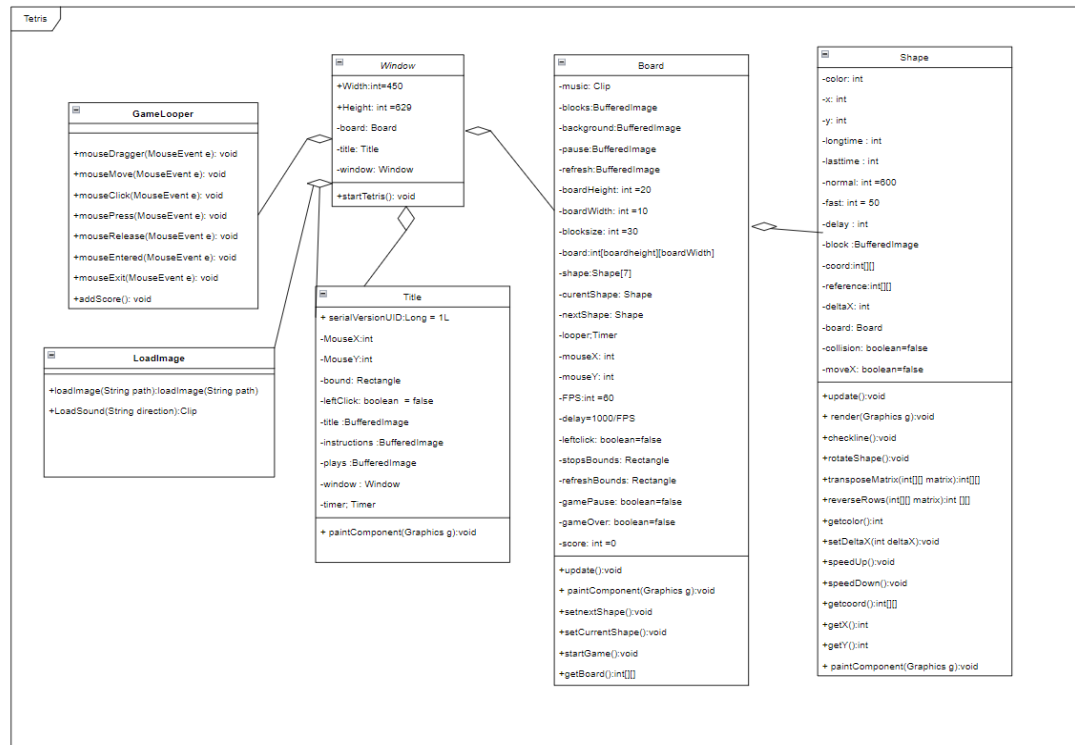 Tetris
GameLooper
+mouseDragger(MouseEvent e): void
+mouseMove(MouseEvent e): void
+mouseClick(MouseEvent e): void
+mousePress(MouseEvent e): void
+mouseRelease(MouseEvent e): void
+mouseEntered(MouseEvent e): void
+mouseExit(MouseEvent e): void
+addScore(): void
LoadImage
+loadImage(String path):loadImage(String path)
+LoadSound(String direction):Clip
Window
+Width:int=450
+Height: int =629
-board: Board
-title: Title
-window: Window
+startTetris(): void
Title
+ serialVersionUID:Long = 1L
-MouseX:int
-MouseY:int
-bound: Rectangle
-leftClick: boolean = false
-title :BufferedImage
-instructions :BufferedImage
-plays :BufferedImage
-window : Window
-timer; Timer
+ paintComponent(Graphics g):void
Board
-music: Clip
-blocks:BufferedImage
-background:BufferedImage
-pause:BufferedImage
-refresh:BufferedImage
-boardHeight: int =20
-boardWidth: int =10
-blocksize: int =30
-board:int[boardheight][boardWidth]
-shape:Shape[7]
-curentShape: Shape
-nextShape: Shape
-looper;Timer
-mouseX: int
-mouseY: int
-FPS:int =60
-delay=1000/FPS
-leftclick: boolean=false
-stopsBounds: Rectangle
-refreshBounds: Rectangle
-gamePause: boolean=false
-gameOver: boolean=false
-score: int =0
+update():void
+ paintComponent(Graphics g):void
+setnextShape():void
+setCurrentShape():void
+startGame():void
+getBoard():int[][]
Shape
-color: int
-x: int
-y: int
-longtime : int
-lasttime : int
-normal: int =600
-fast: int = 50
-delay : int
-block :BufferedImage
-coord:int[][]
-reference:int[][]
-deltaX: int
-board: Board
-collision: boolean=false
-moveX: boolean=false
+update():void
+ render(Graphics g):void
+checkline():void
+rotateShape():void
+transposeMatrix(int[][] matrix):int[][]
+reverseRows(int[][] matrix):int [][]
+getcolor():int
+setDeltaX(int deltaX):void
+speedUp():void
+speedDown():void
+getcoord():int[][]
+getX():int
+getY():int
+ paintComponent(Graphics g):void